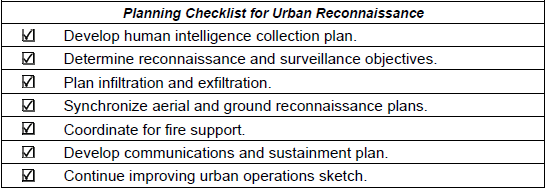 Planning Checklist for Urban Reconnaissance
Develop human intelligence collection plan.
Determine reconnaissance and surveillance objectives.
Plan infiltration and exfiltration.
Synchronize aerial and ground reconnaissance plans.
Coordinate for fire support.
Develop communications and sustainment plan.
Continue improving urban operations sketch.